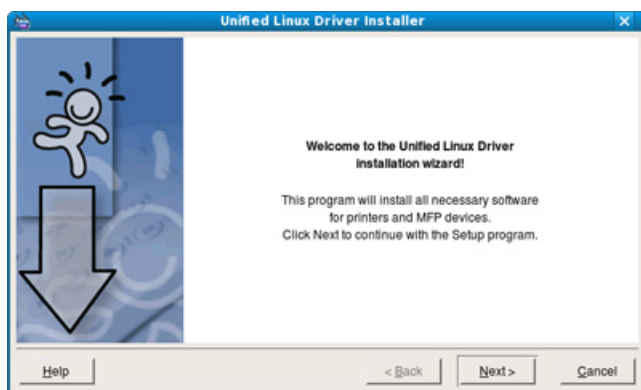 Unified Linux Driver Installer
Welcome to the Unified Linux Driver
installation wizard!
This program will install all necessary software
for printers and MFP devices.
Click Next to continue with the Setup program.
Help
< Back
Next >
Cancel